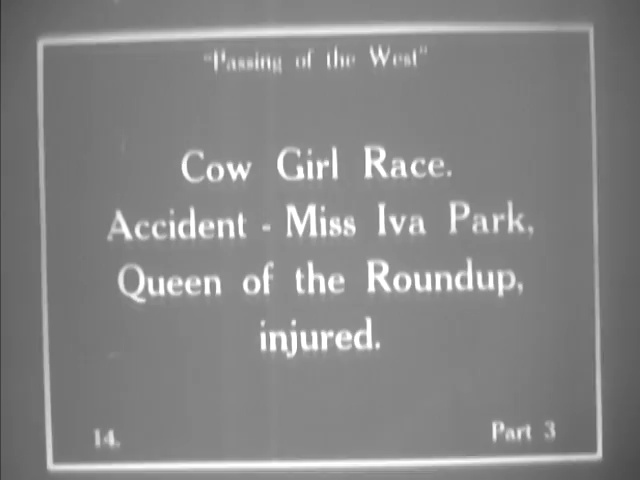 "Passing of the West"
Cow Girl Race.
Accident - Miss Iva Park,
Queen of the Roundup,
injured.
14.
Part 3